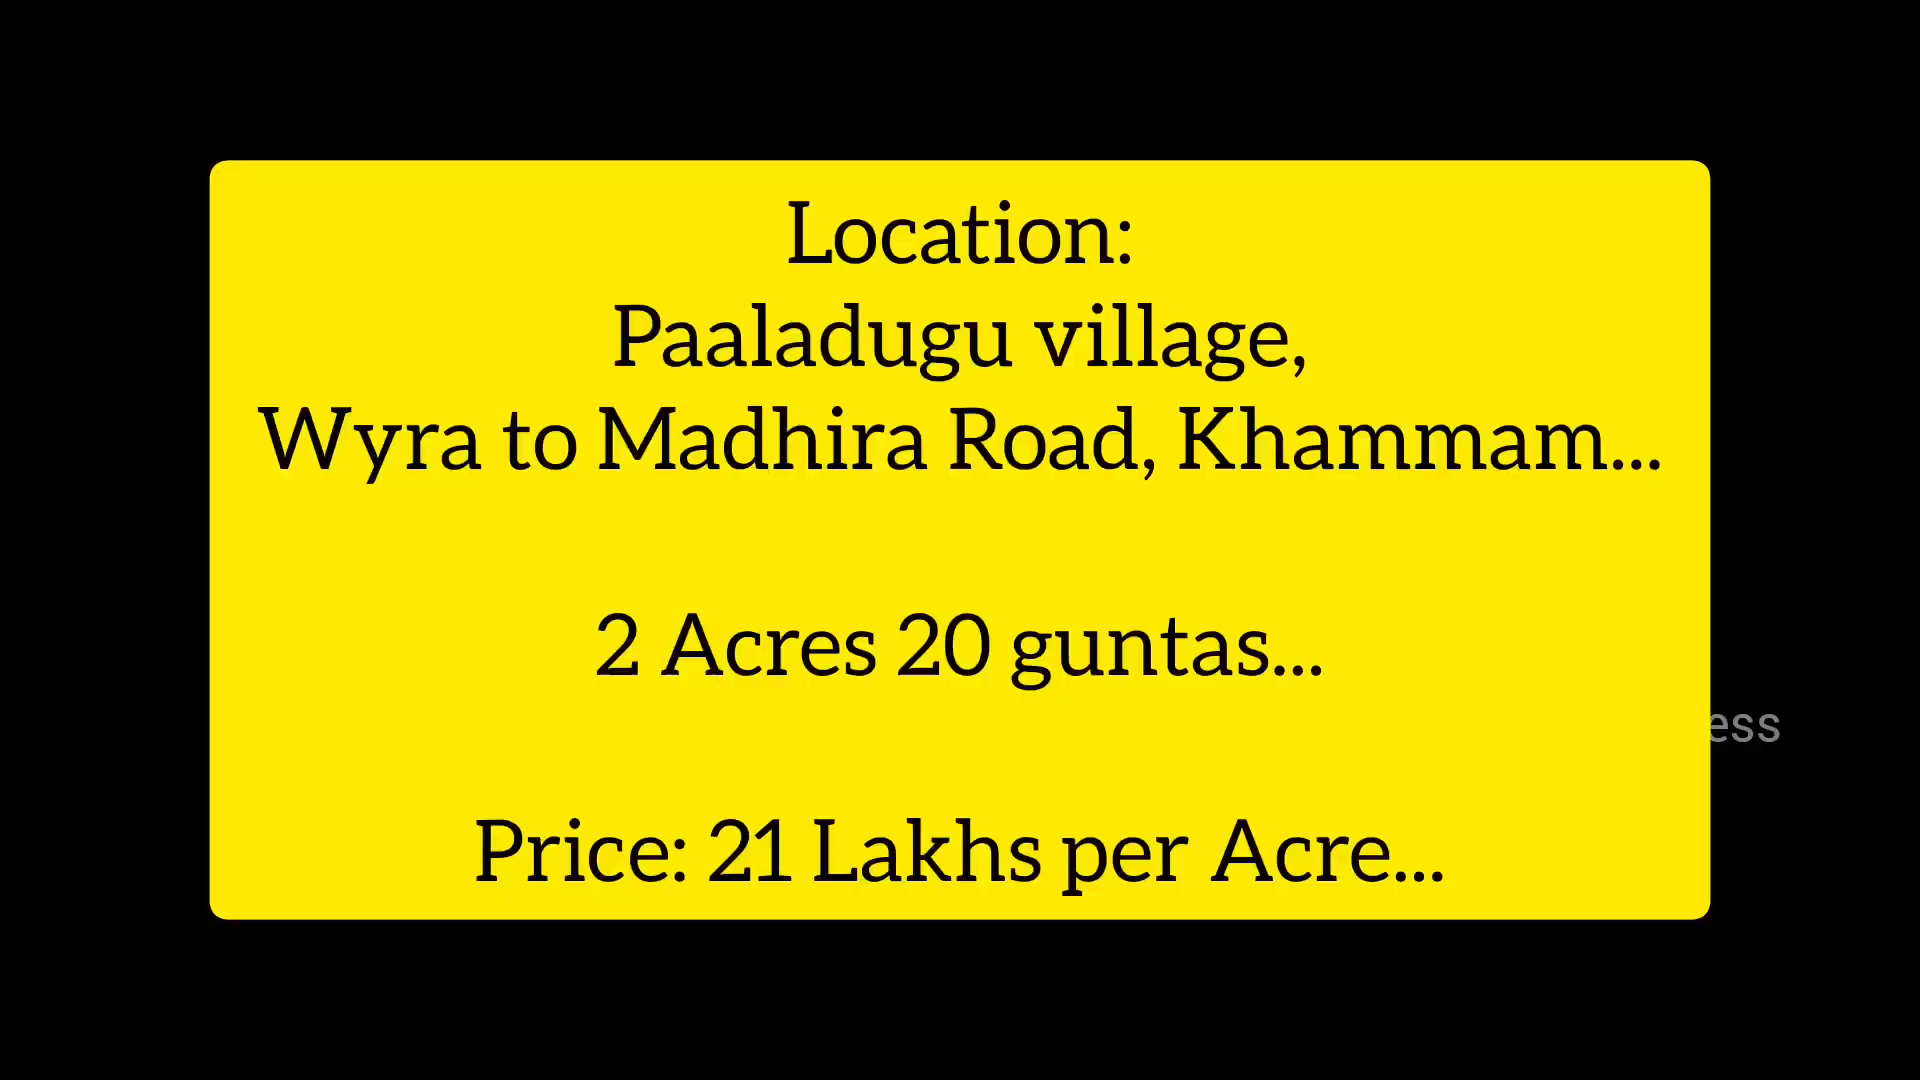 Location:
Paaladugu village,
Wyra to Madhira Road, Khammam...
2 Acres 20 guntas...
Price: 21 Lakhs per Acre...